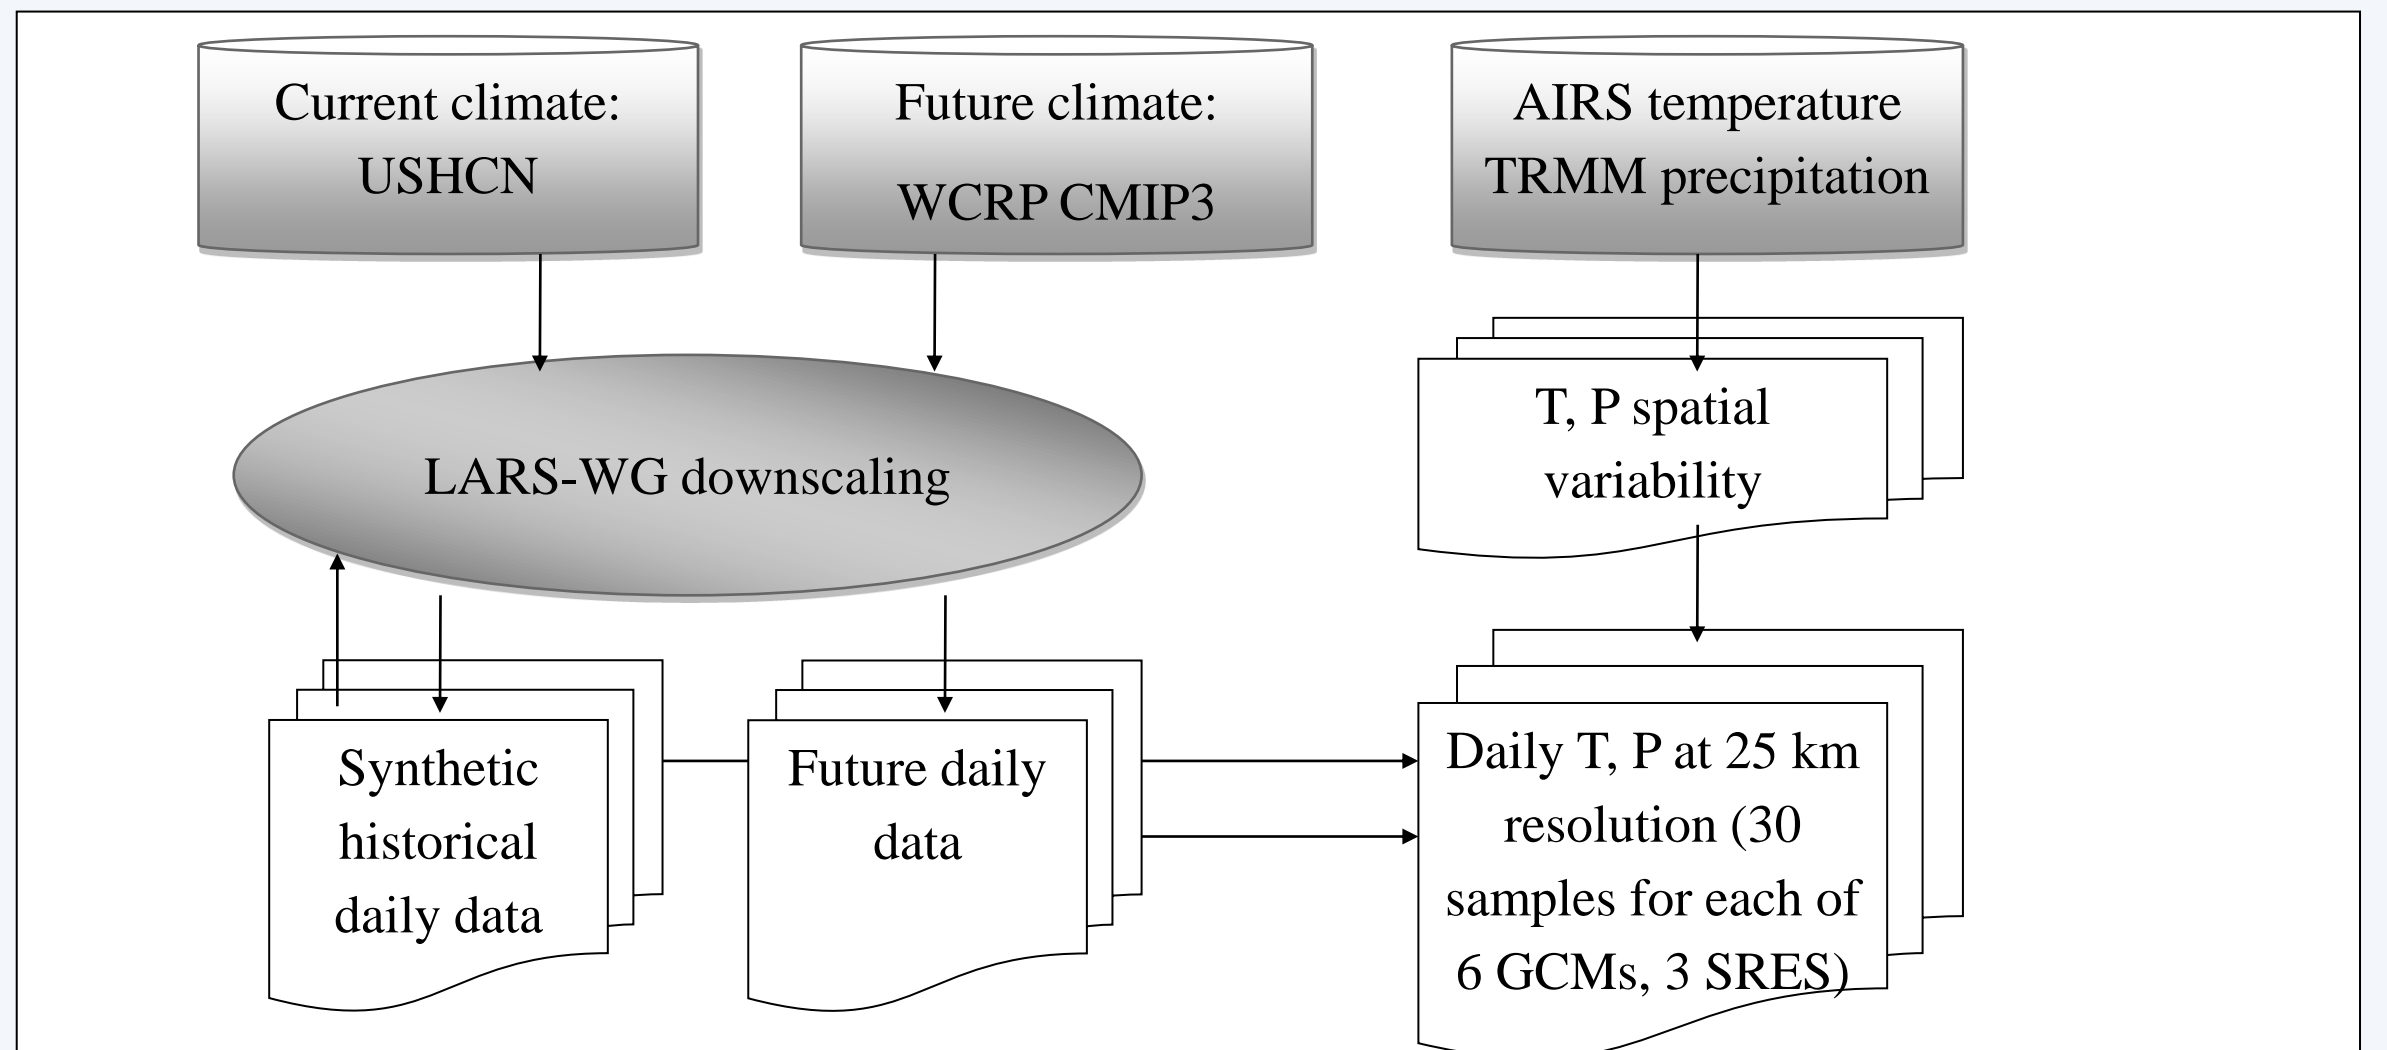 Current climate:
USHCN
Future climate:
WCRP CMIP3
AIRS temperature
TRMM precipitation
LARS-WG downscaling
T, P spatial
variability
Synthetic
historical
daily data
Future daily
data
Daily T, P at 25 km
resolution (30
samples for each of
6 GCMs, 3 SRES)